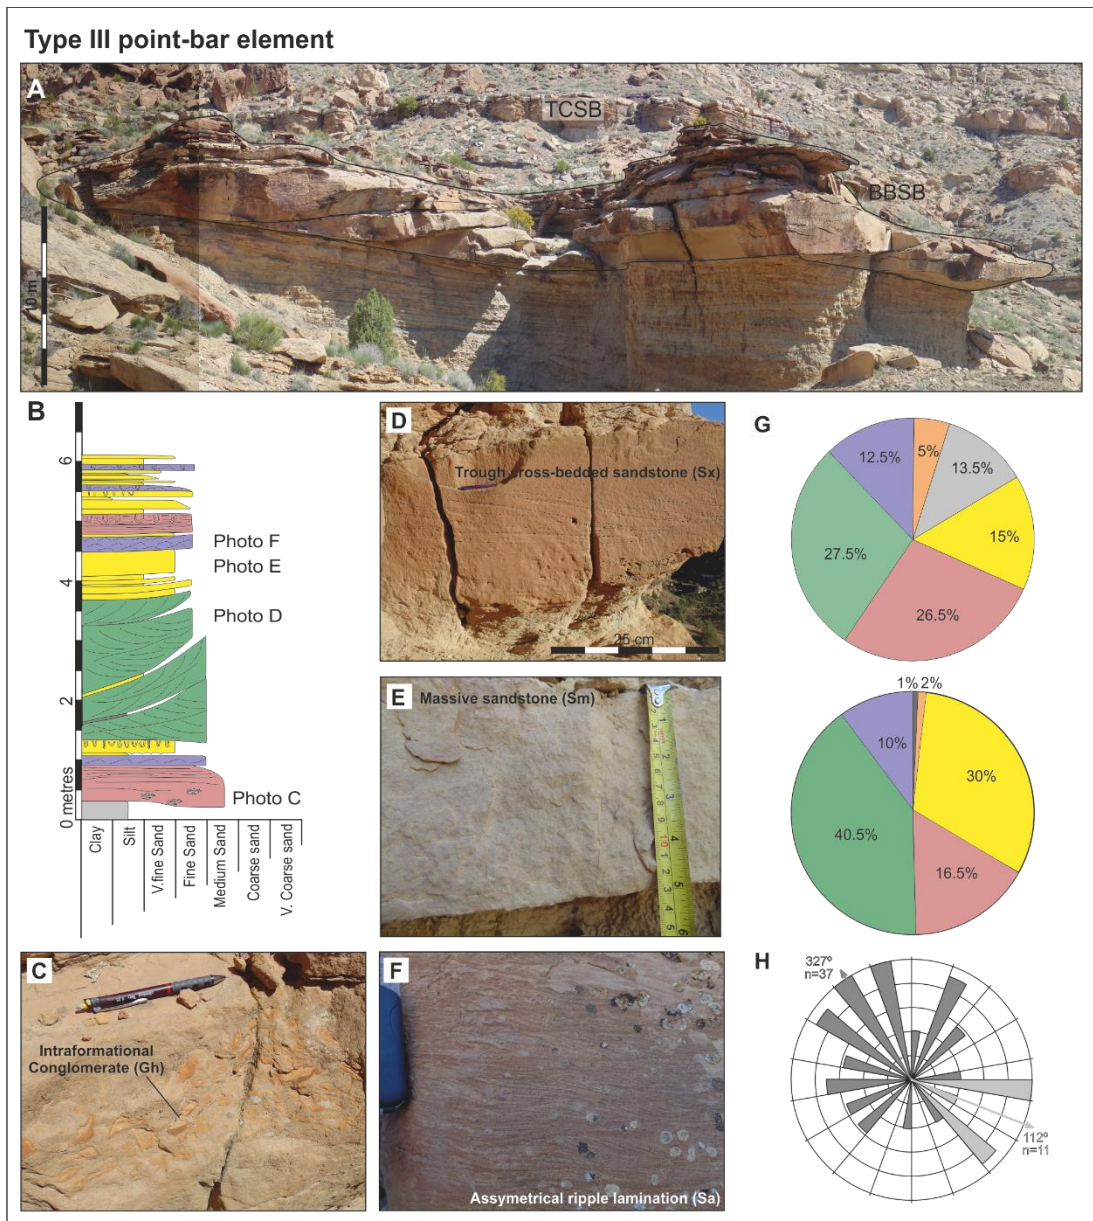 Type III point-bar element
A
TCSB
BBSB
B
6
4
2
0 metres
Photo F
Photo E
Photo D
Photo C
Clay
Silt
V.fine Sand
Fine Sand
Medium Sand
Coarse sand
V. Coarse sand
C
Intraformational
Conglomerate (Gh)
D
Trough cross-bedded sandstone (Sx)
25 cm
E
Massive sandstone (Sm)
F
Assymetrical ripple lamination (Sa)
G
12.5%
5%
13.5%
15%
26.5%
27.5%
1%
2%
10%
30%
40.5%
16.5%
H
327º
n=37
112º
n=11